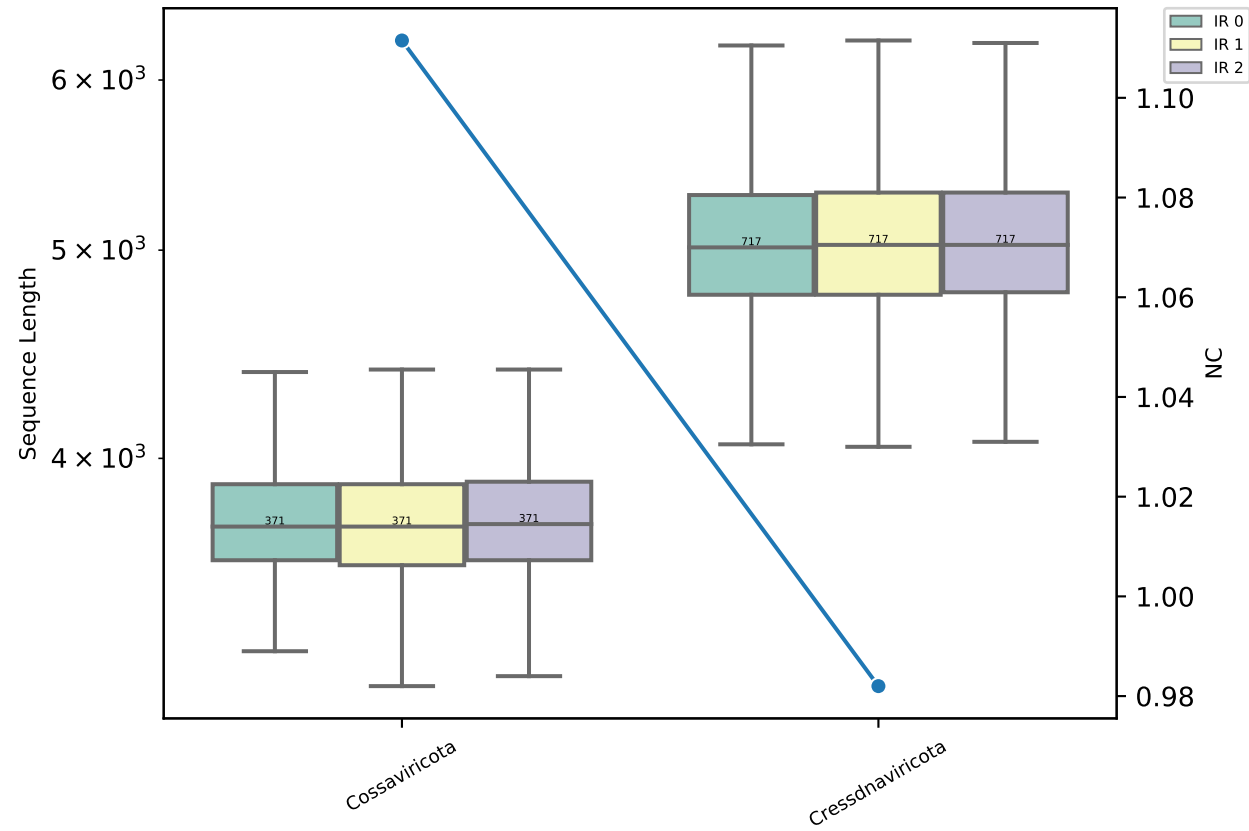 IR 0
IR 1
IR 2
6 × 10³
5 × 10³
4 × 10³
Sequence Length
717
717
717
371
371
371
1.10
1.08
1.06
1.04
1.02
1.00
0.98
NC
Cossaviricota
Cressdnaviricota